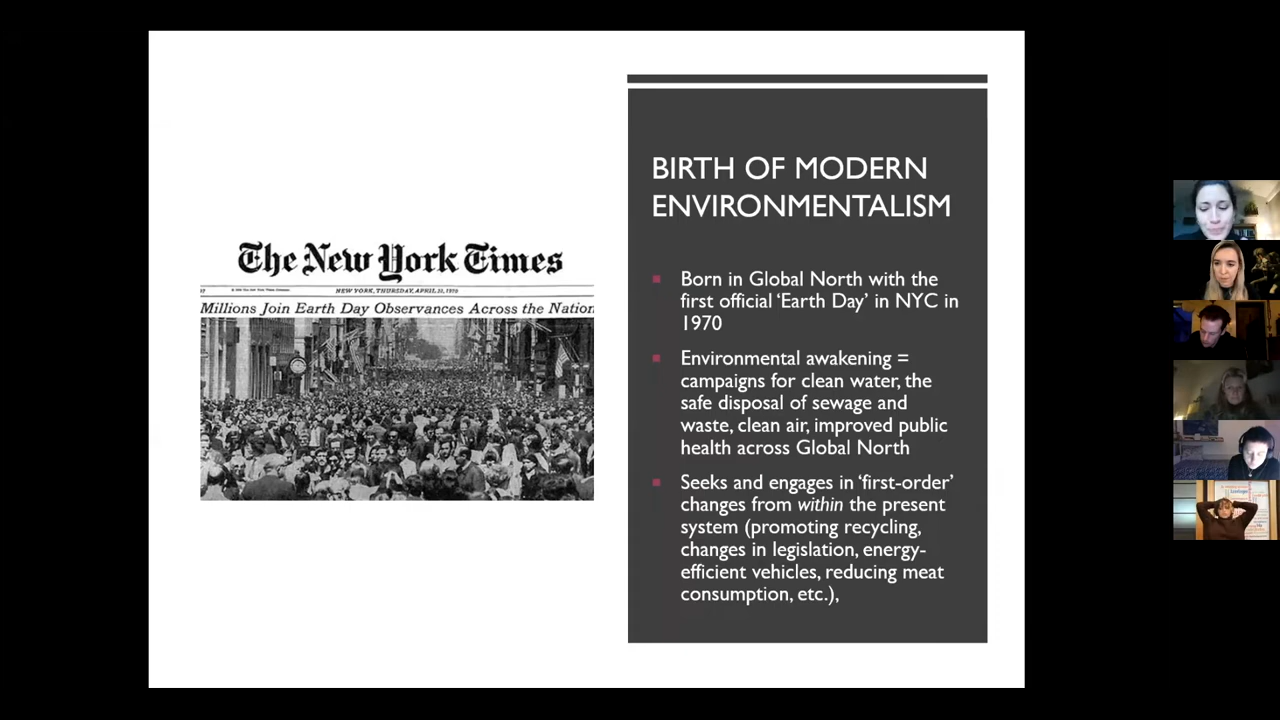 The New York Times
NEW YORK, THURSDAY, APRIL 23, 1970
Millions Join Earth Day Observances Across the Nation
BIRTH OF MODERN
ENVIRONMENTALISM
Born in Global North with the
first official ‘Earth Day’ in NYC in
1970
Environmental awakening =
campaigns for clean water, the
safe disposal of sewage and
waste, clean air, improved public
health across Global North
Seeks and engages in ‘first-order’
changes from within the present
system (promoting recycling,
changes in legislation, energy-
efficient vehicles, reducing meat
consumption, etc.),